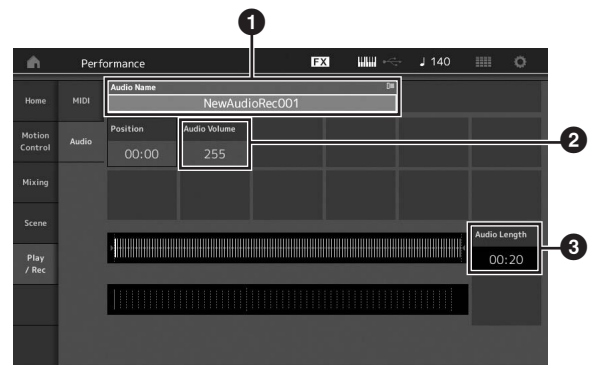 1
Performance FX 140
Home MIDI Audio Name
NewAudioRec001
Motion
Control Audio Position Audio Volume 2
00:00 255
Mixing
Scene
Audio Length 3
Play
/ Rec 00:20